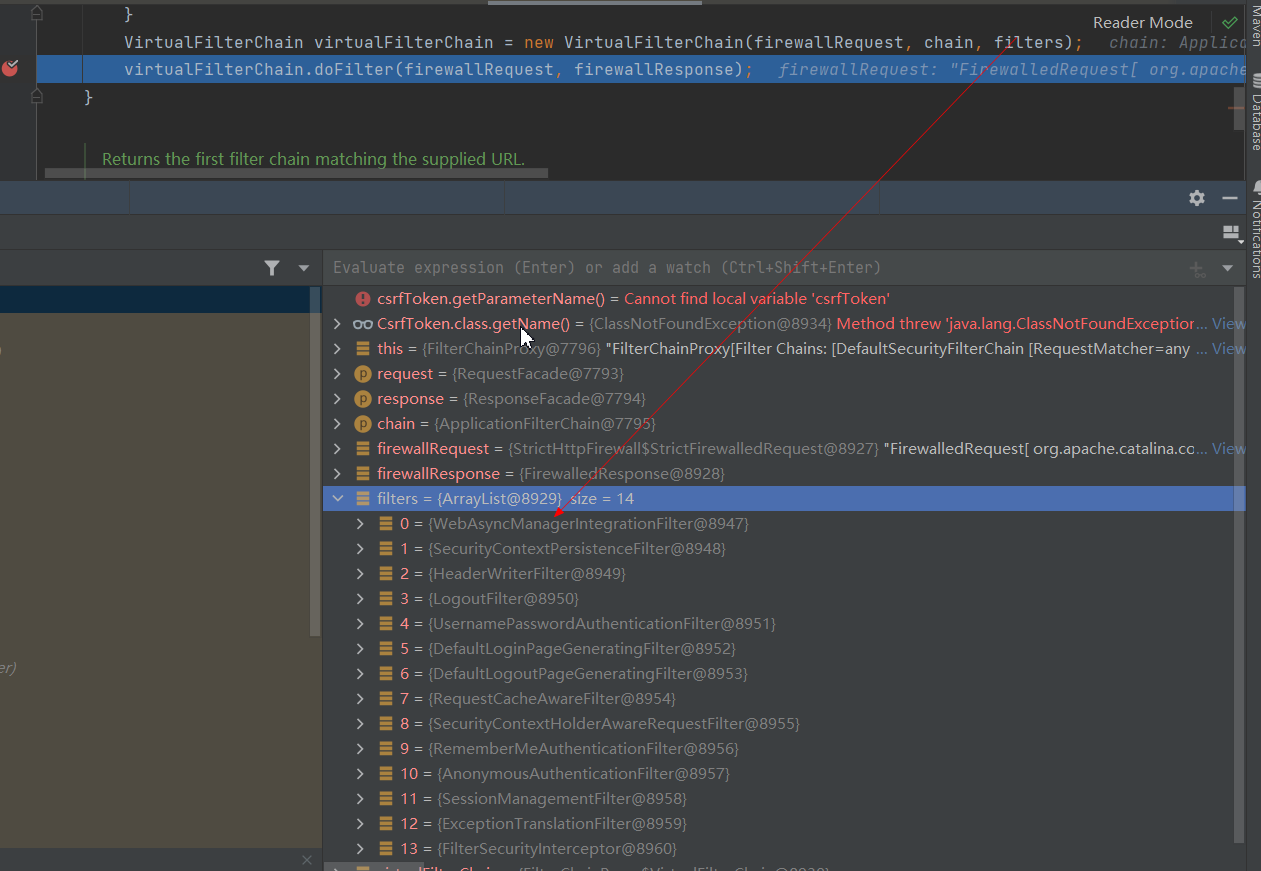 }
Reader Mode
VirtualFilterChain virtualFilterChain = new VirtualFilterChain(firewallRequest, chain, filters); chain: Applic
virtualFilterChain.doFilter(firewallRequest, firewallResponse); firewallRequest: "FirewalledRequest[ org.apache
}
Returns the first filter chain matching the supplied URL.
Maven
Database
Notifications
Evaluate expression (Enter) or add a watch (Ctrl+Shift+Enter)
csrfToken.getParameterName() = Cannot find local variable 'csrfToken'
CsrfToken.class.getName() = {ClassNotFoundException@8934} Method threw 'java.lang.ClassNotFoundException... View
this = {FilterChainProxy@7796} "FilterChainProxy[Filter Chains: [DefaultSecurityFilterChain [RequestMatcher=any ... View
request = {RequestFacade@7793}
response = {ResponseFacade@7794}
chain = {ApplicationFilterChain@7795}
firewallRequest = {StrictHttpFirewall$StrictFirewalledRequest@8927} "FirewalledRequest[ org.apache.catalina.co... View
firewallResponse = {FirewalledResponse@8928}
filters = {ArrayList@8929} size = 14
0 = {WebAsyncManagerIntegrationFilter@8947}
1 = {SecurityContextPersistenceFilter@8948}
2 = {HeaderWriterFilter@8949}
3 = {LogoutFilter@8950}
4 = {UsernamePasswordAuthenticationFilter@8951}
5 = {DefaultLoginPageGeneratingFilter@8952}
er)
6 = {DefaultLogoutPageGeneratingFilter@8953}
7 = {RequestCacheAwareFilter@8954}
8 = {SecurityContextHolderAwareRequestFilter@8955}
9 = {RememberMeAuthenticationFilter@8956}
10 = {AnonymousAuthenticationFilter@8957}
11 = {SessionManagementFilter@8958}
12 = {ExceptionTranslationFilter@8959}
13 = {FilterSecurityInterceptor@8960}